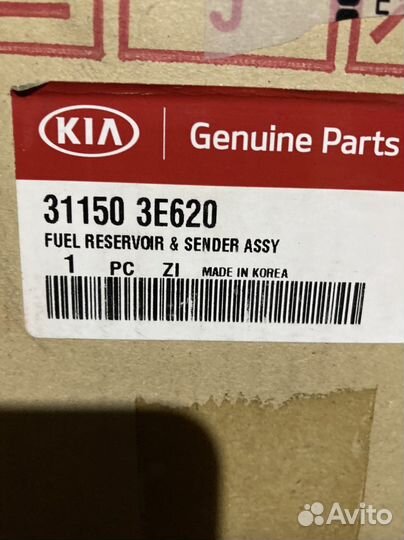 J
E
KIA
Genuine Parts
31150 3E620
FUEL RESERVOIR & SENDER ASSY
1 PC ZI MADE IN KOREA
Avito